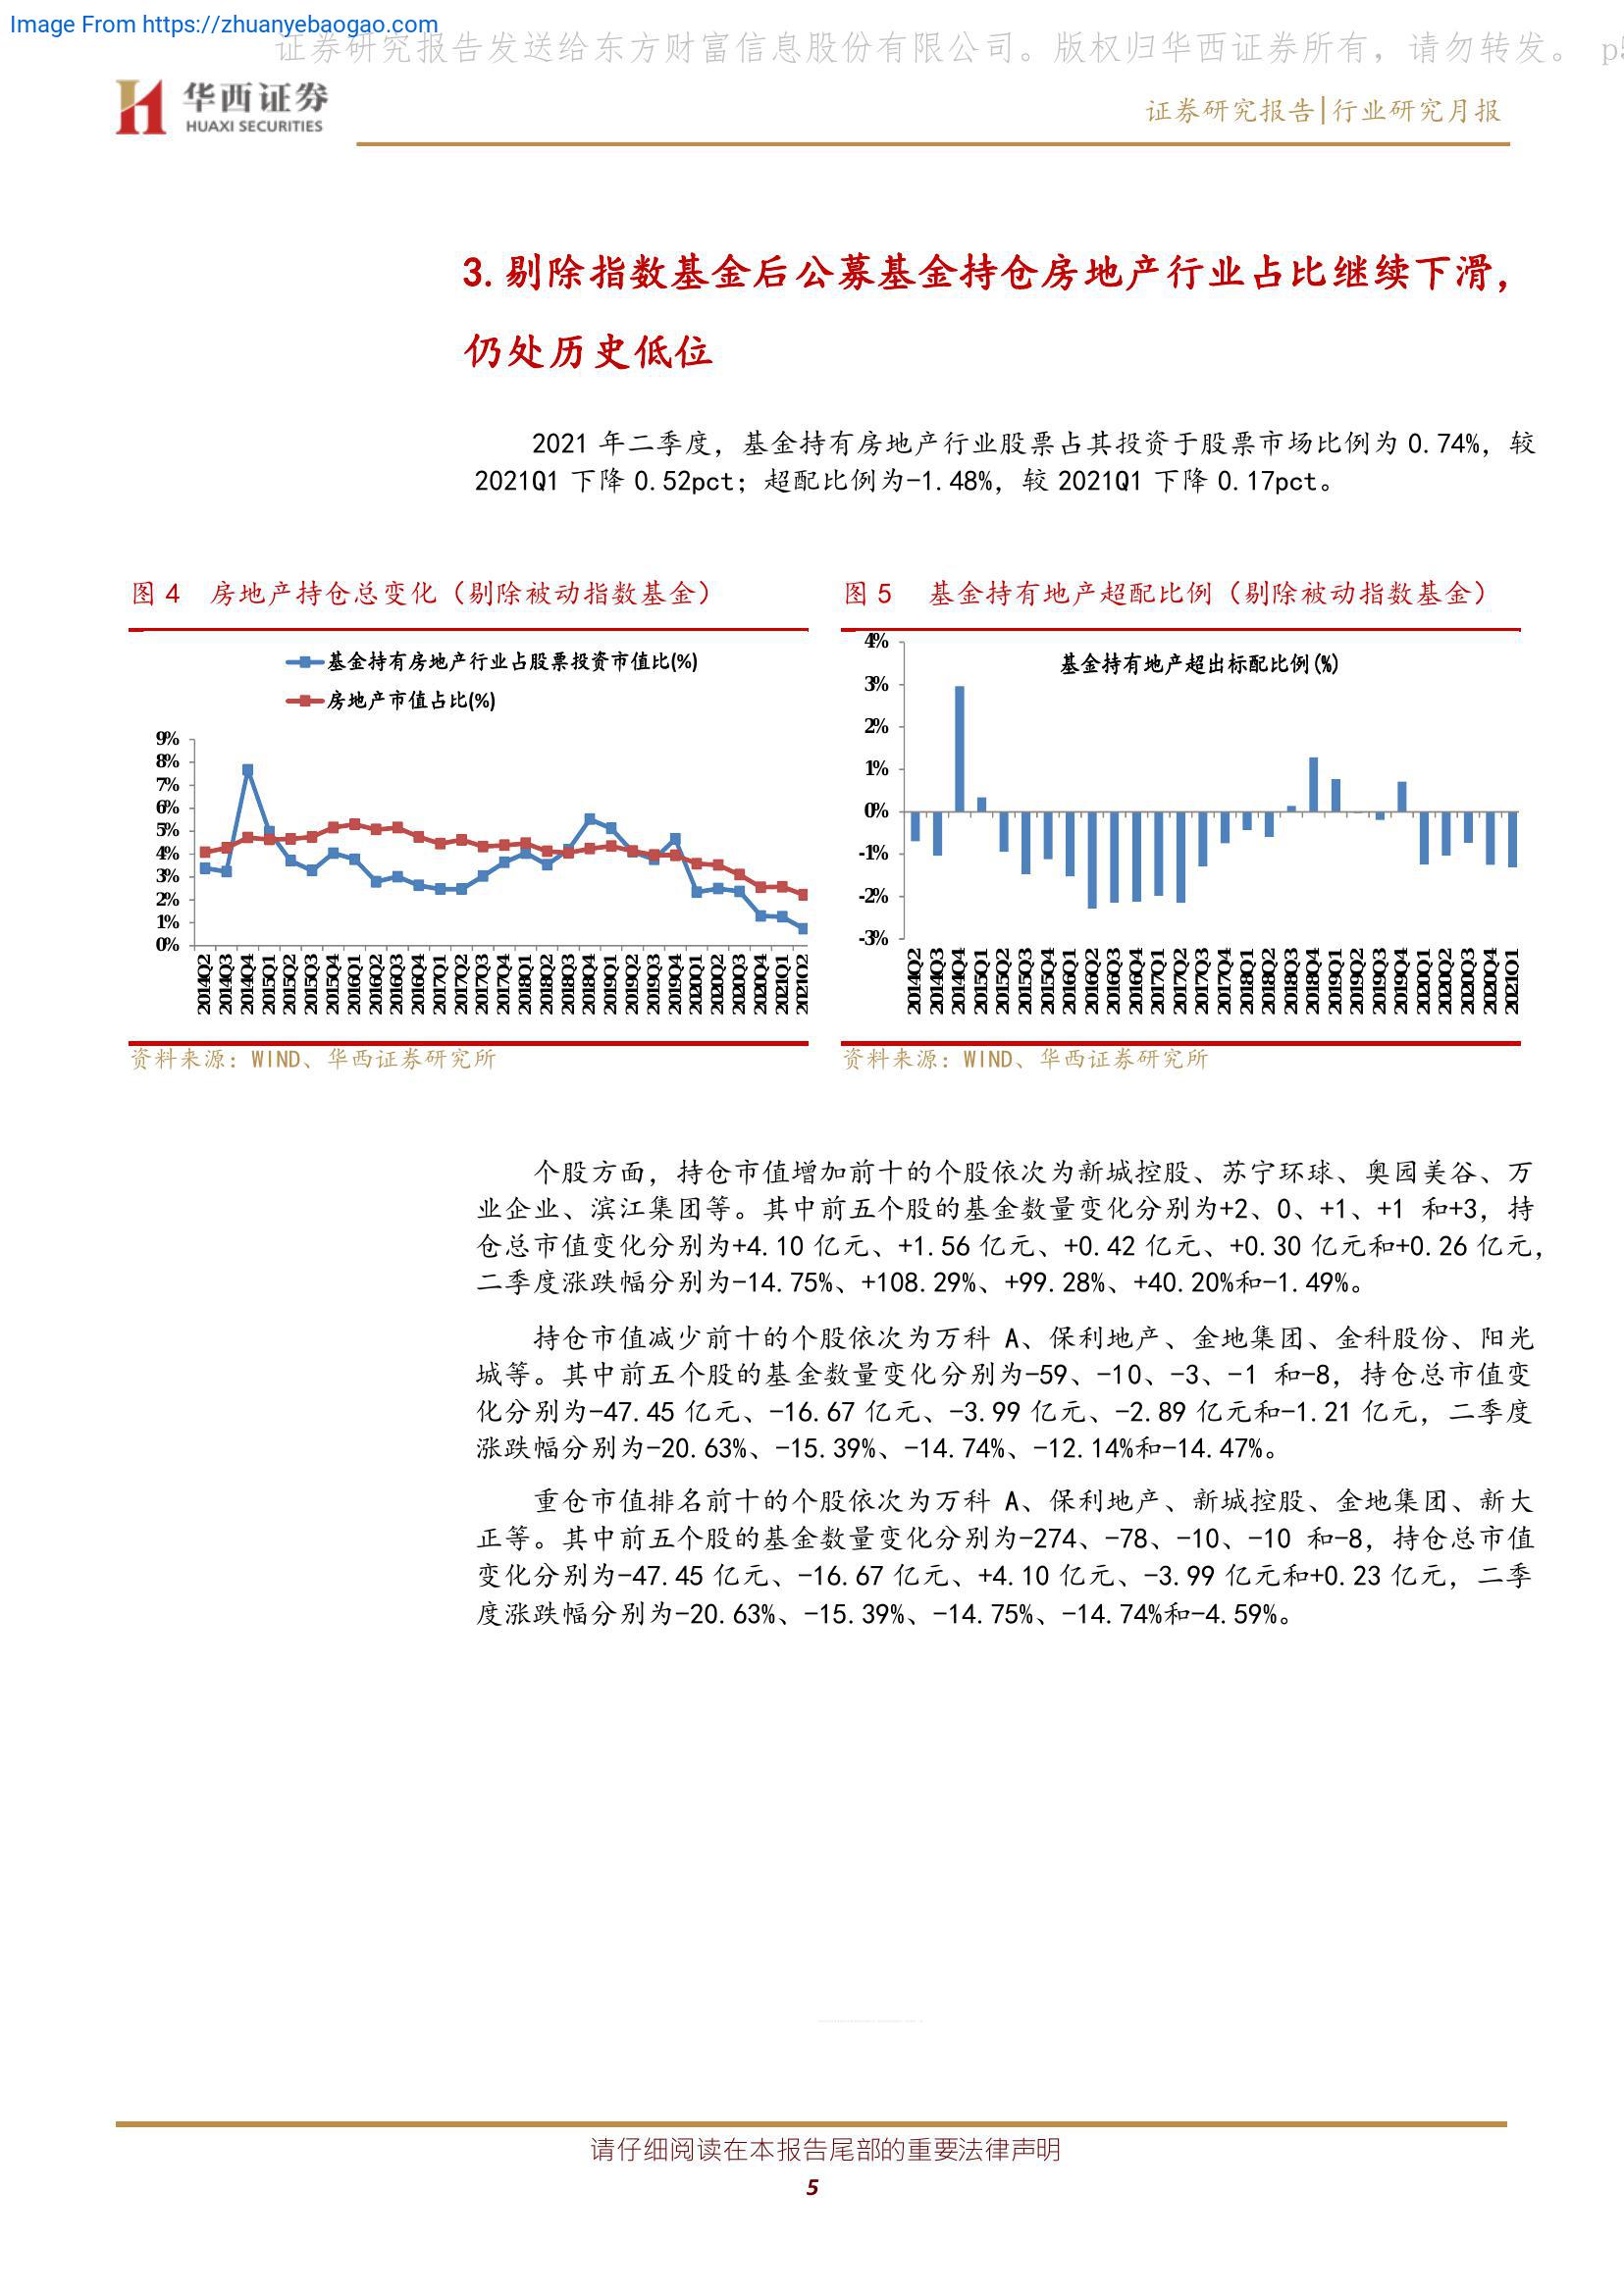 Image From https://zhuanyebaogao.com
证券研究报告发送给东方财富信息股份有限公司。版权归华西证券所有，请勿转发。 p5
华西证券
HUAXI SECURITIES
证券研究报告|行业研究月报
3. 剔除指数基金后公募基金持仓房地产行业占比继续下滑，
仍处历史低位
2021 年二季度，基金持有房地产行业股票占其投资于股票市场比例为 0.74%，较
2021Q1 下降 0.52pct；超配比例为-1.48%，较 2021Q1 下降 0.17pct。
图 4 房地产持仓总变化（剔除被动指数基金）
基金持有房地产行业占股票投资市值比(%)
房地产市值占比(%)
9%
8%
7%
6%
5%
4%
3%
2%
1%
0%
2014Q2 2014Q3 2014Q4 2015Q1 2015Q2 2015Q3 2015Q4 2016Q1 2016Q2 2016Q3 2016Q4 2017Q1 2017Q2 2017Q3 2017Q4 2018Q1 2018Q2 2018Q3 2018Q4 2019Q1 2019Q2 2019Q3 2019Q4 2020Q1 2020Q2 2020Q3 2020Q4 2021Q1 2021Q2
资料来源：WIND、华西证券研究所
图 5 基金持有地产超配比例（剔除被动指数基金）
基金持有地产超出标配比例(%)
4%
3%
2%
1%
0%
-1%
-2%
-3%
2014Q2 2014Q3 2014Q4 2015Q1 2015Q2 2015Q3 2015Q4 2016Q1 2016Q2 2016Q3 2016Q4 2017Q1 2017Q2 2017Q3 2017Q4 2018Q1 2018Q2 2018Q3 2018Q4 2019Q1 2019Q2 2019Q3 2019Q4 2020Q1 2020Q2 2020Q3 2020Q4 2021Q1
资料来源：WIND、华西证券研究所
个股方面，持仓市值增加前十的个股依次为新城控股、苏宁环球、奥园美谷、万
业企业、滨江集团等。其中前五个股的基金数量变化分别为+2、0、+1、+1 和+3，持
仓总市值变化分别为+4.10 亿元、+1.56 亿元、+0.42 亿元、+0.30 亿元和+0.26 亿元，
二季度涨跌幅分别为-14.75%、+108.29%、+99.28%、+40.20%和-1.49%。
持仓市值减少前十的个股依次为万科 A、保利地产、金地集团、金科股份、阳光
城等。其中前五个股的基金数量变化分别为-59、-10、-3、-1 和-8，持仓总市值变
化分别为-47.45 亿元、-16.67 亿元、-3.99 亿元、-2.89 亿元和-1.21 亿元，二季度
涨跌幅分别为-20.63%、-15.39%、-14.74%、-12.14%和-14.47%。
重仓市值排名前十的个股依次为万科 A、保利地产、新城控股、金地集团、新大
正等。其中前五个股的基金数量变化分别为-274、-78、-10、-10 和-8，持仓总市值
变化分别为-47.45 亿元、-16.67 亿元、+4.10 亿元、-3.99 亿元和+0.23 亿元，二季
度涨跌幅分别为-20.63%、-15.39%、-14.75%、-14.74%和-4.59%。
请仔细阅读在本报告尾部的重要法律声明
5